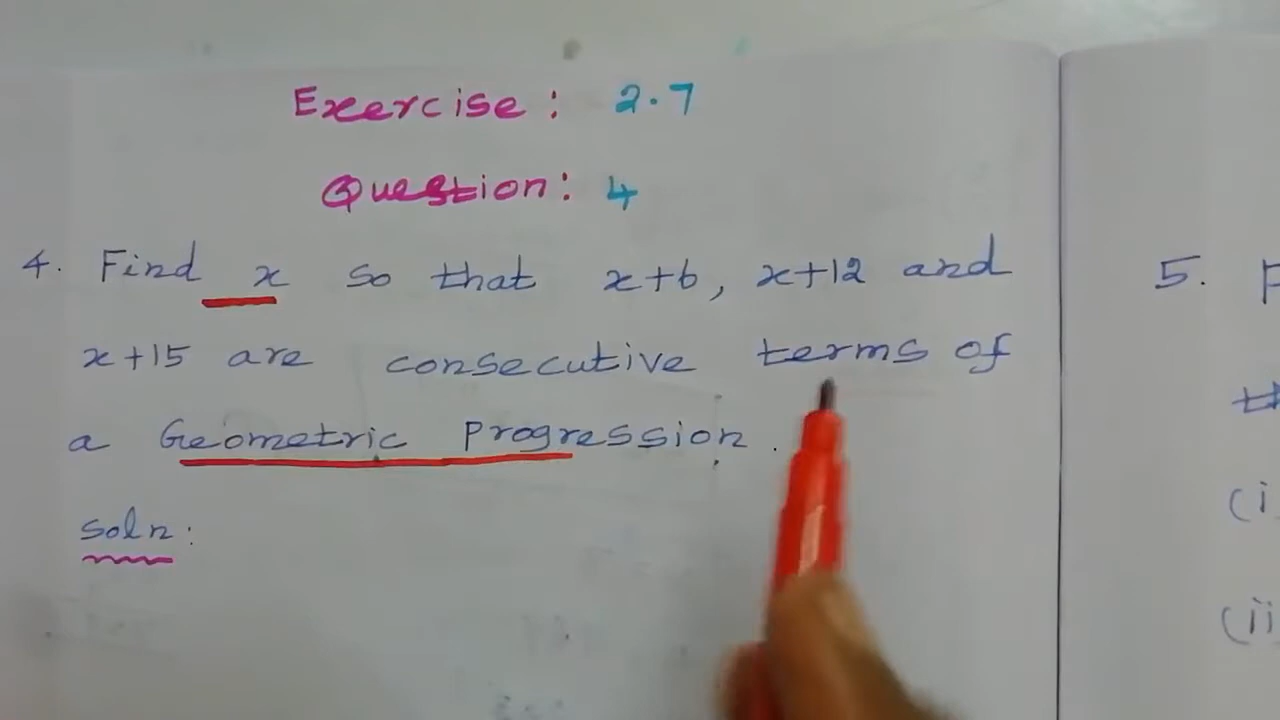 Exercise: 2.7
Question: 4
4. Find x so that x+6, x+12 and
x+15 are consecutive terms of
a Geometric Progression.
Soln:
5.
(i
(ii